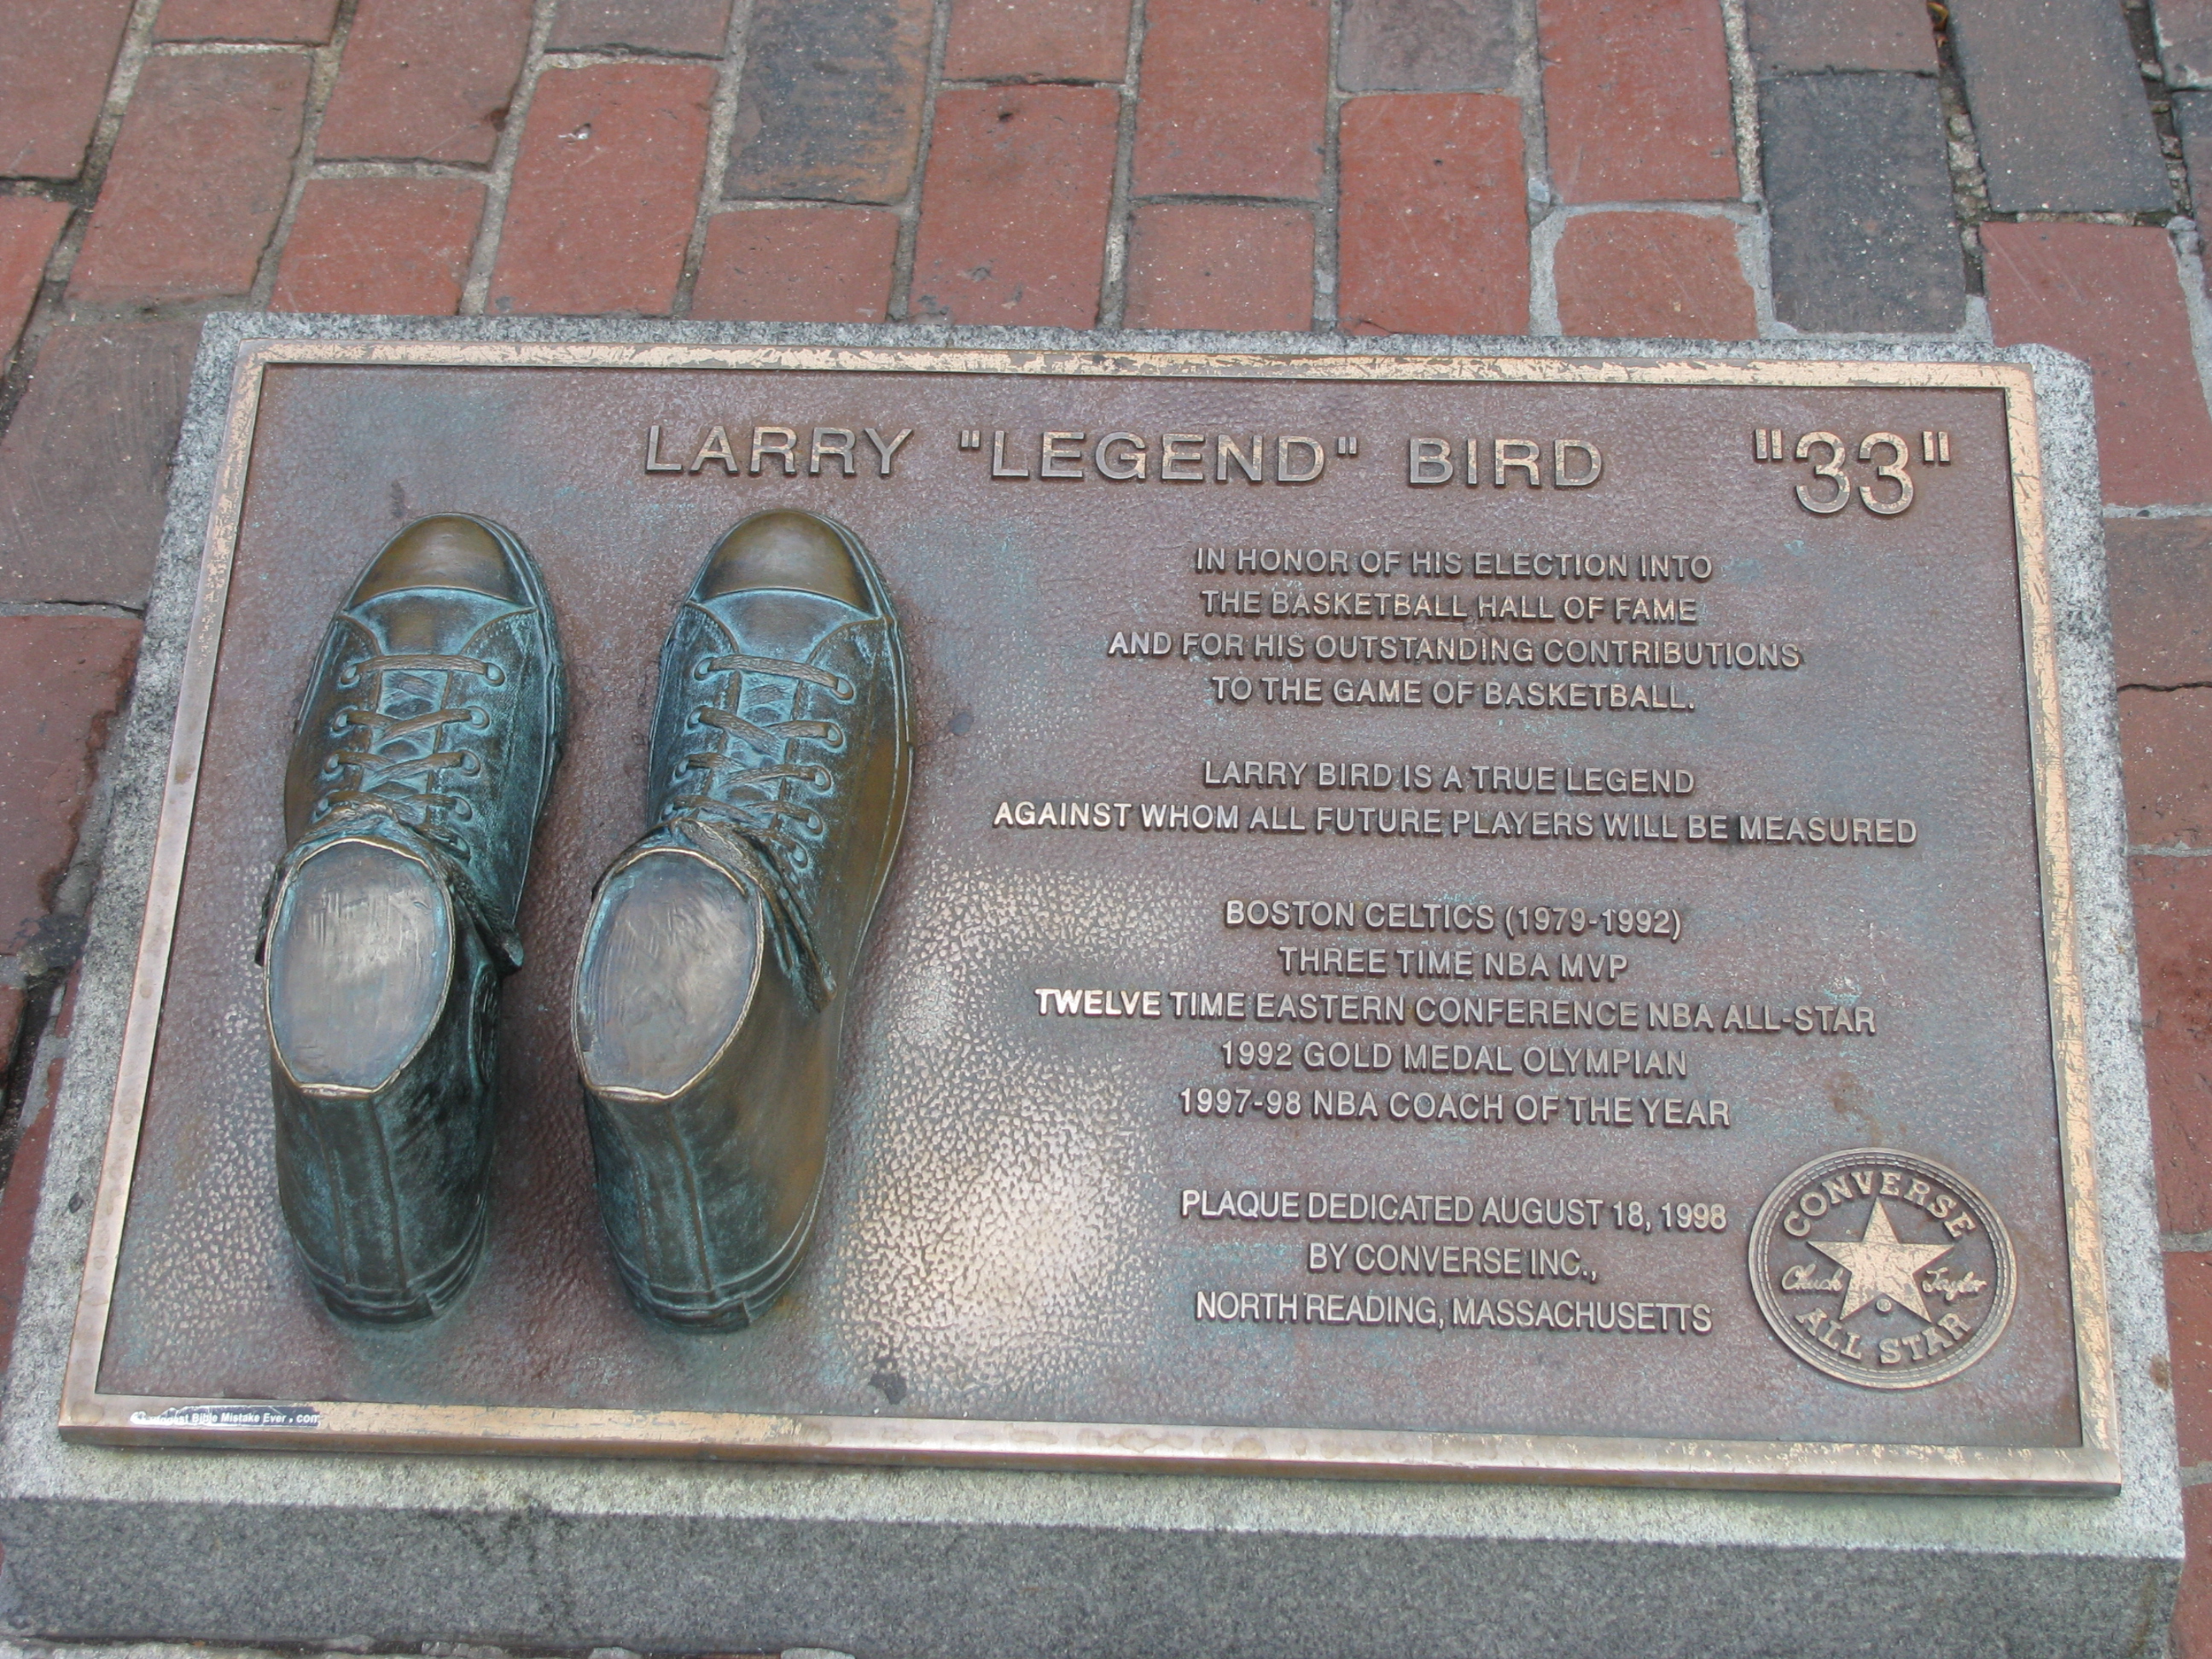 LARRY "LEGEND" BIRD "33"
IN HONOR OF HIS ELECTION INTO
THE BASKETBALL HALL OF FAME
AND FOR HIS OUTSTANDING CONTRIBUTIONS
TO THE GAME OF BASKETBALL.
LARRY BIRD IS A TRUE LEGEND
AGAINST WHOM ALL FUTURE PLAYERS WILL BE MEASURED
BOSTON CELTICS (1979-1992)
THREE TIME NBA MVP
TWELVE TIME EASTERN CONFERENCE NBA ALL-STAR
1992 GOLD MEDAL OLYMPIAN
1997-98 NBA COACH OF THE YEAR
PLAQUE DEDICATED AUGUST 18, 1998
BY CONVERSE INC.,
NORTH READING, MASSACHUSETTS
CONVERSE
Chuck Taylor
ALL STAR
Bible Mistake Ever . com